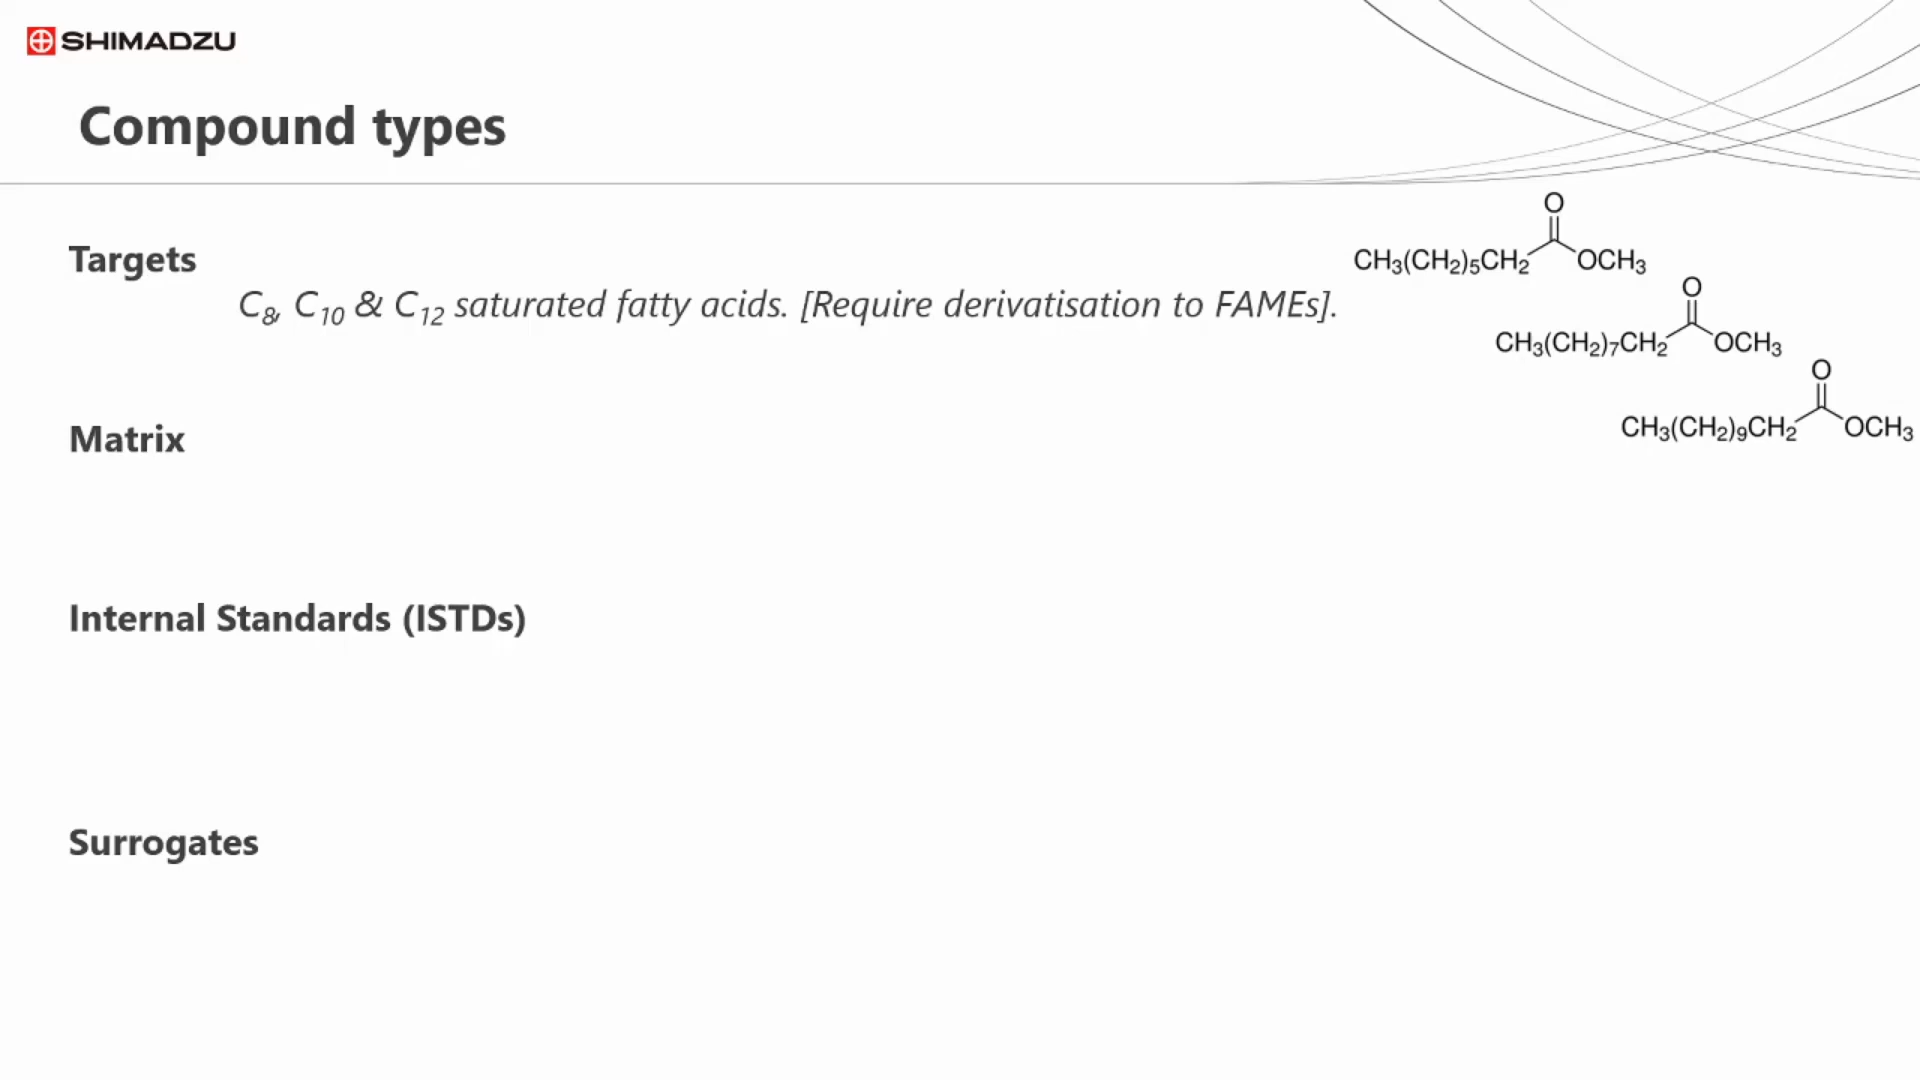 SHIMADZU
Compound types
Targets
C8, C10 & C12 saturated fatty acids. [Require derivatisation to FAMEs].
O
CH3(CH2)5CH2 OCH3
O
CH3(CH2)7CH2 OCH3
O
CH3(CH2)9CH2 OCH3
Matrix
Internal Standards (ISTDs)
Surrogates